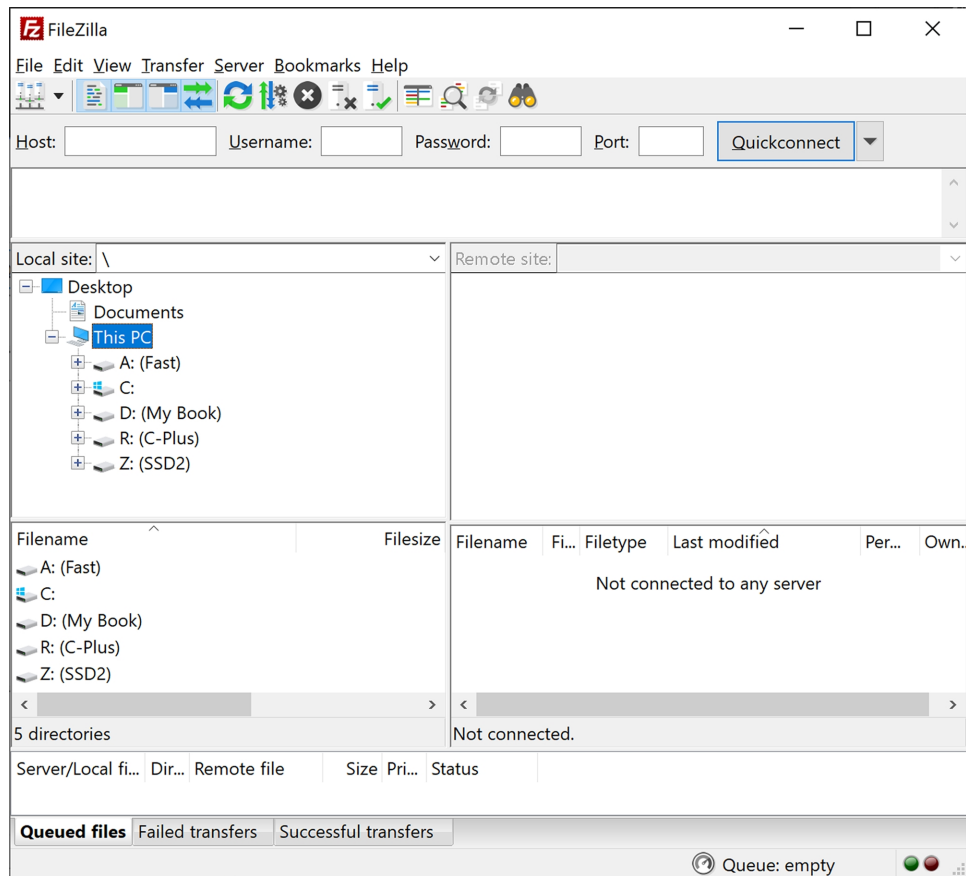 FileZilla
File Edit View Transfer Server Bookmarks Help
Host: Username: Password: Port: Quickconnect
Local site: \
Desktop
Documents
This PC
A: (Fast)
C:
D: (My Book)
R: (C-Plus)
Z: (SSD2)
Remote site:
Filename Filesize
A: (Fast)
C:
D: (My Book)
R: (C-Plus)
Z: (SSD2)
5 directories
Filename Fi... Filetype Last modified Per... Own..
Not connected to any server
Not connected.
Server/Local fi... Dir... Remote file Size Pri... Status
Queued files Failed transfers Successful transfers
Queue: empty